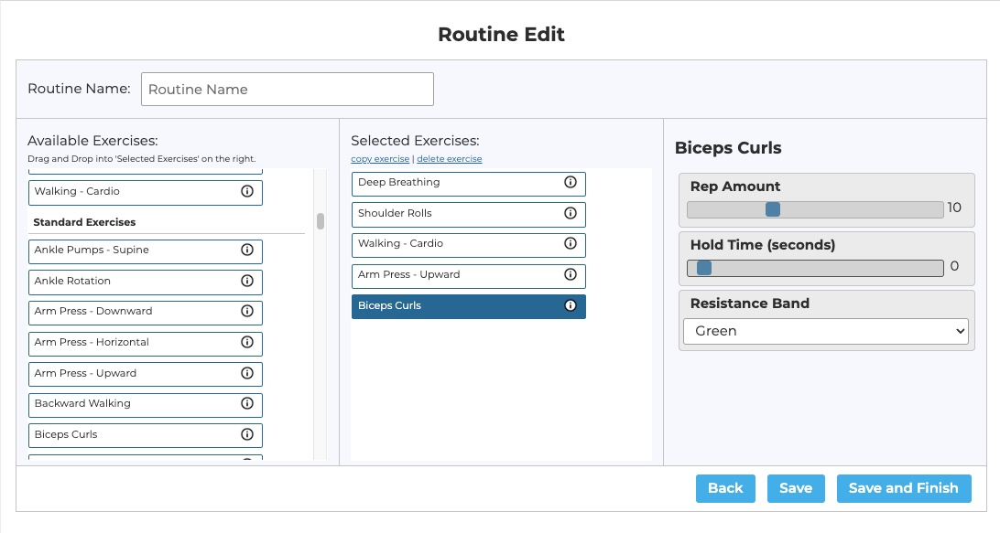 Routine Edit
Routine Name: Routine Name
Available Exercises:
Drag and Drop into 'Selected Exercises' on the right.
Walking - Cardio
Standard Exercises
Ankle Pumps - Supine
Ankle Rotation
Arm Press - Downward
Arm Press - Horizontal
Arm Press - Upward
Backward Walking
Biceps Curls
Selected Exercises:
copy exercise | delete exercise
Deep Breathing
Shoulder Rolls
Walking - Cardio
Arm Press - Upward
Biceps Curls
Biceps Curls
Rep Amount
10
Hold Time (seconds)
0
Resistance Band
Green
Back Save Save and Finish